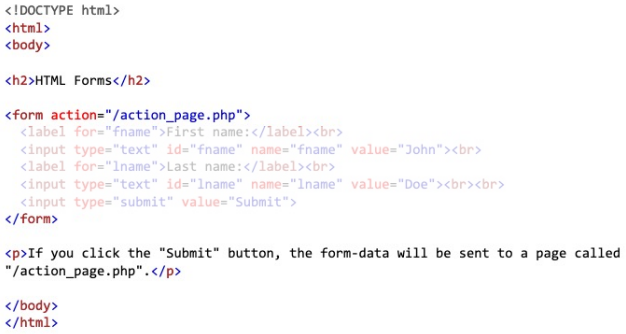 <!DOCTYPE html>
<html>
<body>
<h2>HTML Forms</h2>
<form action="/action_page.php">
<label for="fname">First name:</label><br>
<input type="text" id="fname" name="fname" value="John"><br>
<label for="lname">Last name:</label><br>
<input type="text" id="lname" name="lname" value="Doe"><br><br>
<input type="submit" value="Submit">
</form>
<p>If you click the "Submit" button, the form-data will be sent to a page called
"/action_page.php".</p>
</body>
</html>